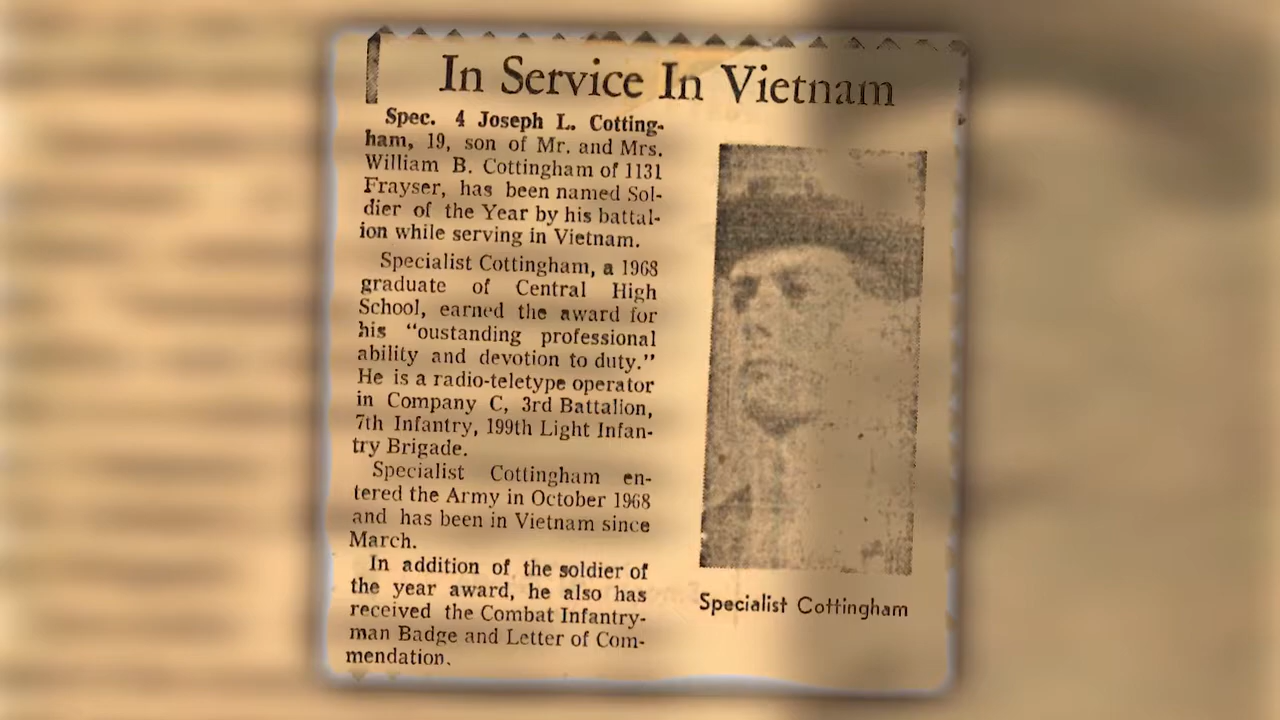 In Service In Vietnam
Spec. 4 Joseph L. Cotting-
ham, 19, son of Mr. and Mrs.
William B. Cottingham of 1131
Frayser, has been named Sol-
dier of the Year by his battal-
ion while serving in Vietnam.
Specialist Cottingham, a 1968
graduate of Central High
School, earned the award for
his "oustanding professional
ability and devotion to duty."
He is a radio-teletype operator
in Company C, 3rd Battalion,
7th Infantry, 199th Light Infan-
try Brigade.
Specialist Cottingham en-
tered the Army in October 1968
and has been in Vietnam since
March.
In addition of the soldier of
the year award, he also has
received the Combat Infantry-
man Badge and Letter of Com-
mendation.
Specialist Cottingham